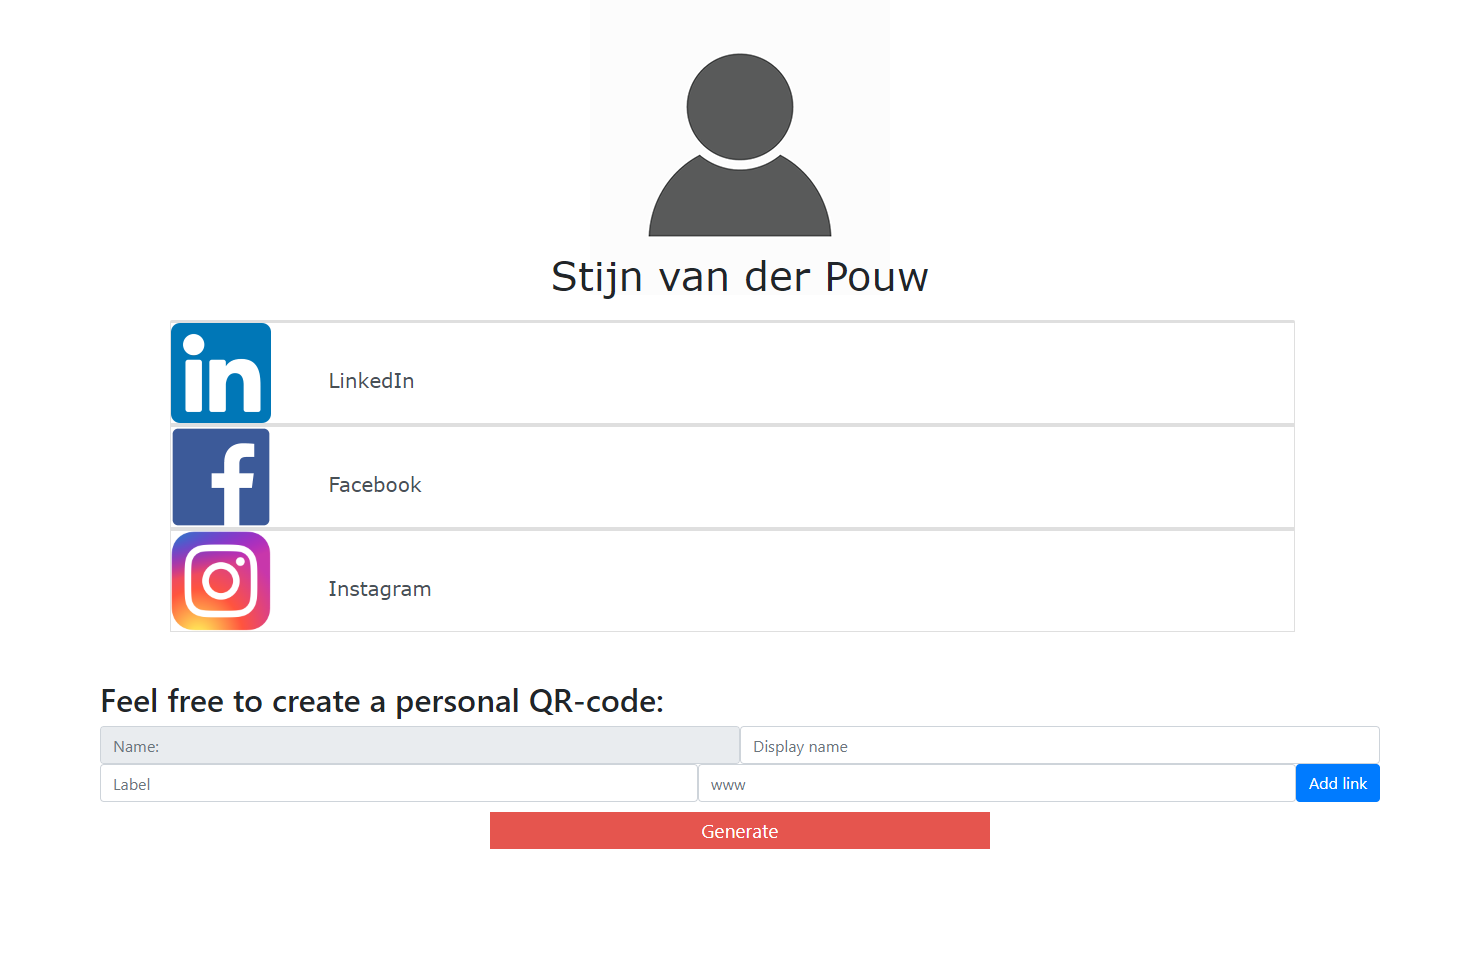 Stijn van der Pouw
in
LinkedIn
f
Facebook
Instagram
Feel free to create a personal QR-code:
Name:
Display name
Label
www
Add link
Generate